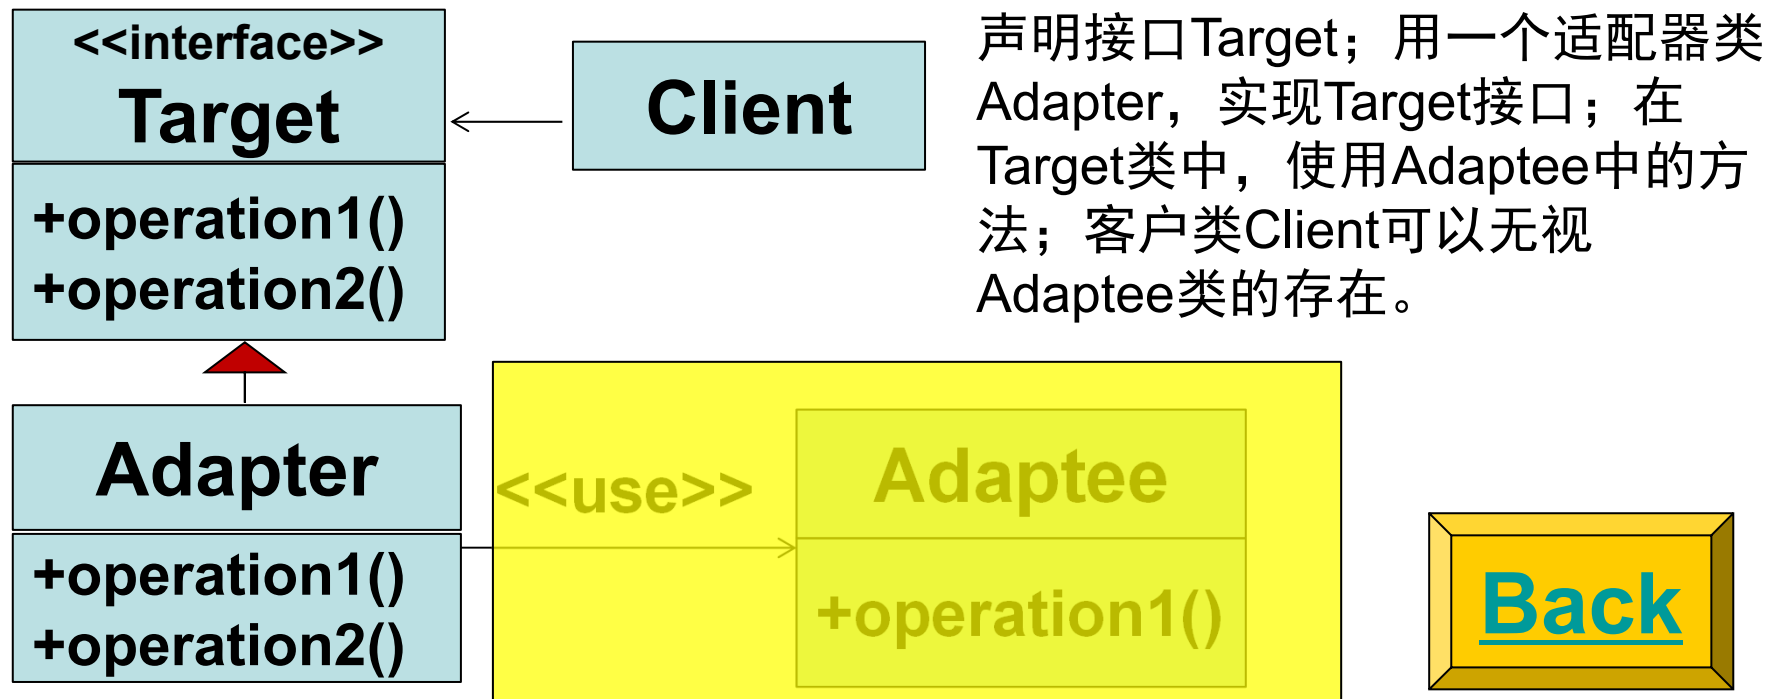 <<interface>>
Target
+operation1()
+operation2()
Client
声明接口Target；用一个适配器类
Adapter，实现Target接口；在
Target类中，使用Adaptee中的方
法；客户类Client可以无视
Adaptee类的存在。
Adapter
+operation1()
+operation2()
<<use>>
Adaptee
+operation1()
Back